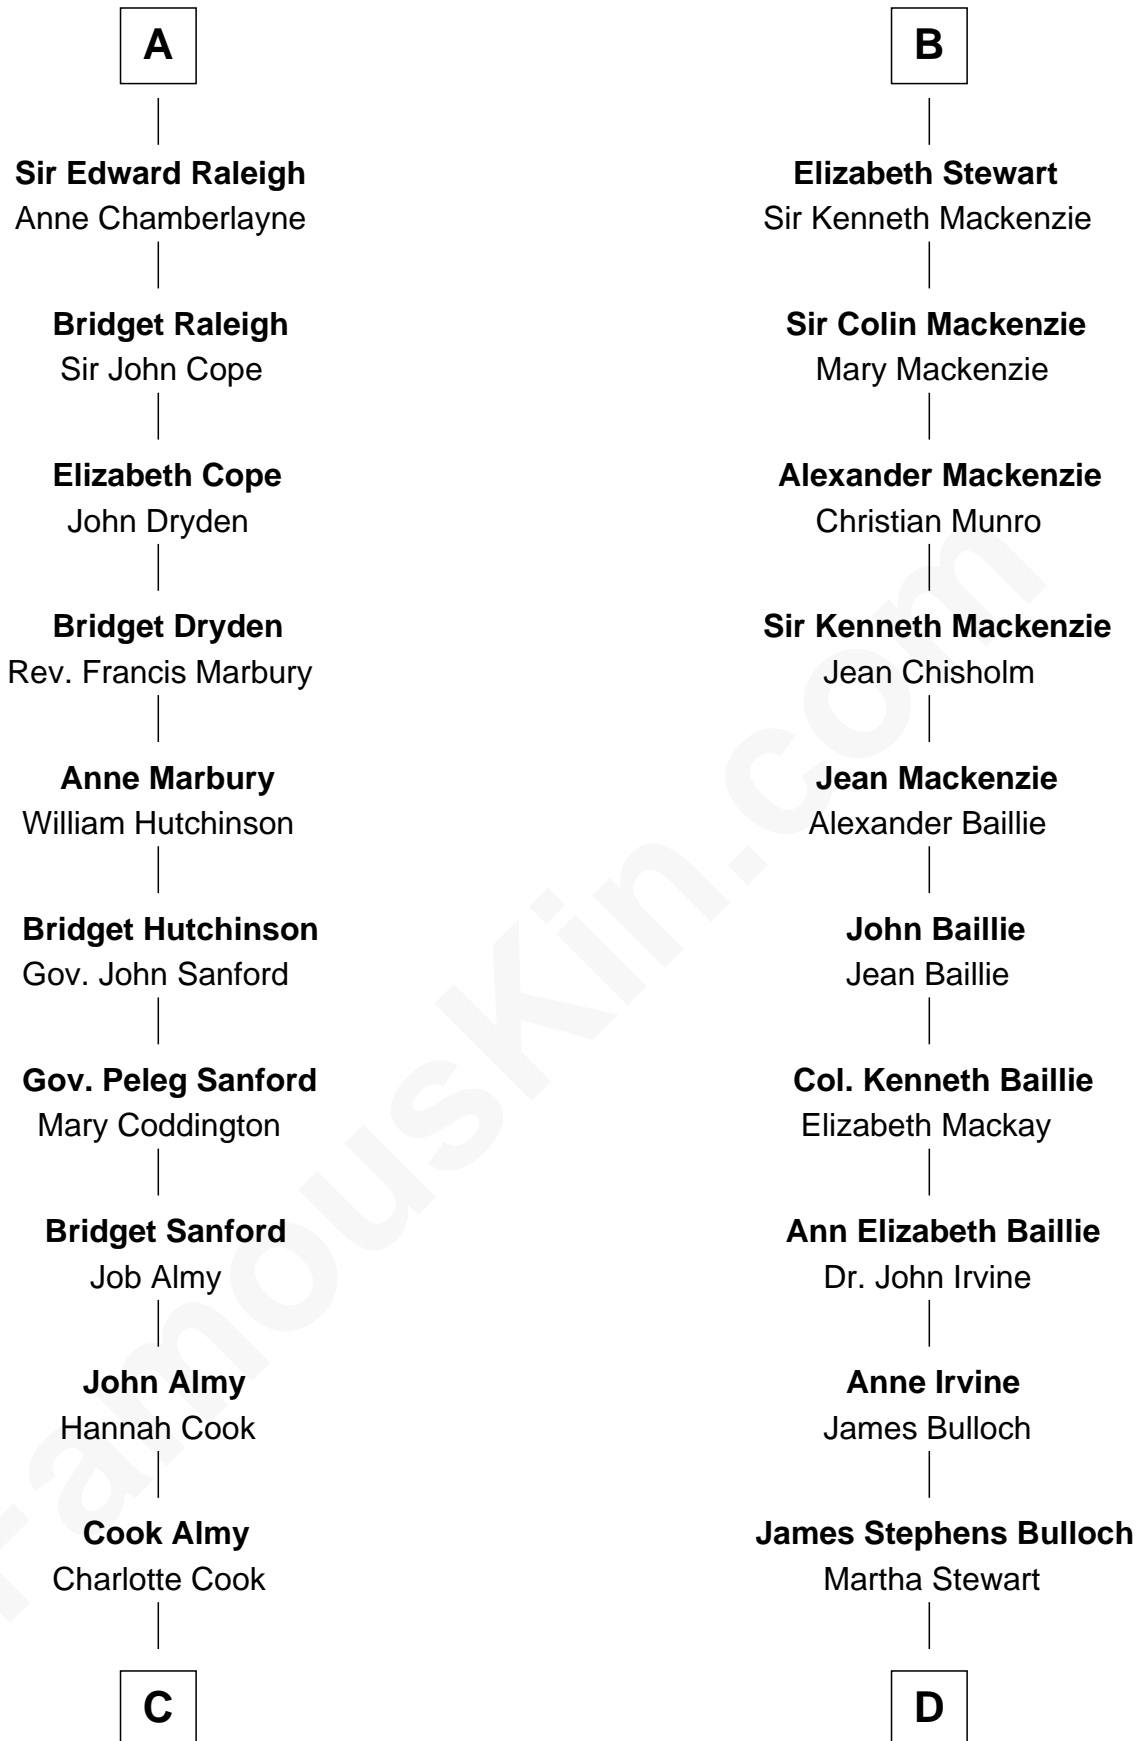 A
Sir Edward Raleigh
Anne Chamberlayne
Bridget Raleigh
Sir John Cope
Elizabeth Cope
John Dryden
Bridget Dryden
Rev. Francis Marbury
Anne Marbury
William Hutchinson
Bridget Hutchinson
Gov. John Sanford
Gov. Peleg Sanford
Mary Coddington
Bridget Sanford
Job Almy
John Almy
Hannah Cook
Cook Almy
Charlotte Cook
C
B
Elizabeth Stewart
Sir Kenneth Mackenzie
Sir Colin Mackenzie
Mary Mackenzie
Alexander Mackenzie
Christian Munro
Sir Kenneth Mackenzie
Jean Chisholm
Jean Mackenzie
Alexander Baillie
John Baillie
Jean Baillie
Col. Kenneth Baillie
Elizabeth Mackay
Ann Elizabeth Baillie
Dr. John Irvine
Anne Irvine
James Bulloch
James Stephens Bulloch
Martha Stewart
D
FamousKin.com